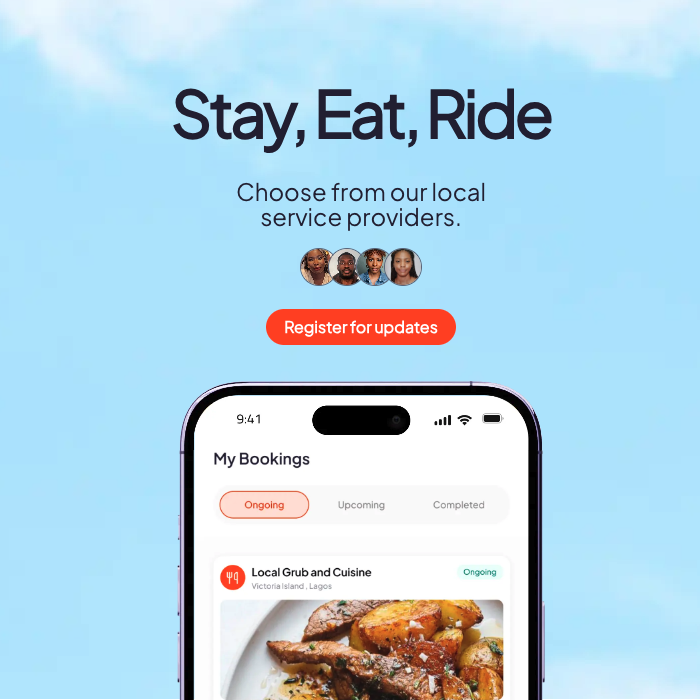 Stay, Eat, Ride
Choose from our local
service providers.
Register for updates
9:41
My Bookings
Ongoing
Upcoming
Completed
Local Grub and Cuisine
Ongoing
Victoria Island , Lagos